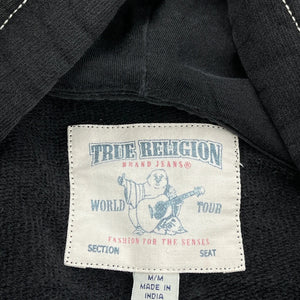 TRUE RELIGION
BRAND JEANS
WORLD TOUR
FASHION FOR THE SENSES
SECTION SEAT
M/M
MADE IN
INDIA